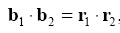 b₁ · b₂ = r₁ · r₂,